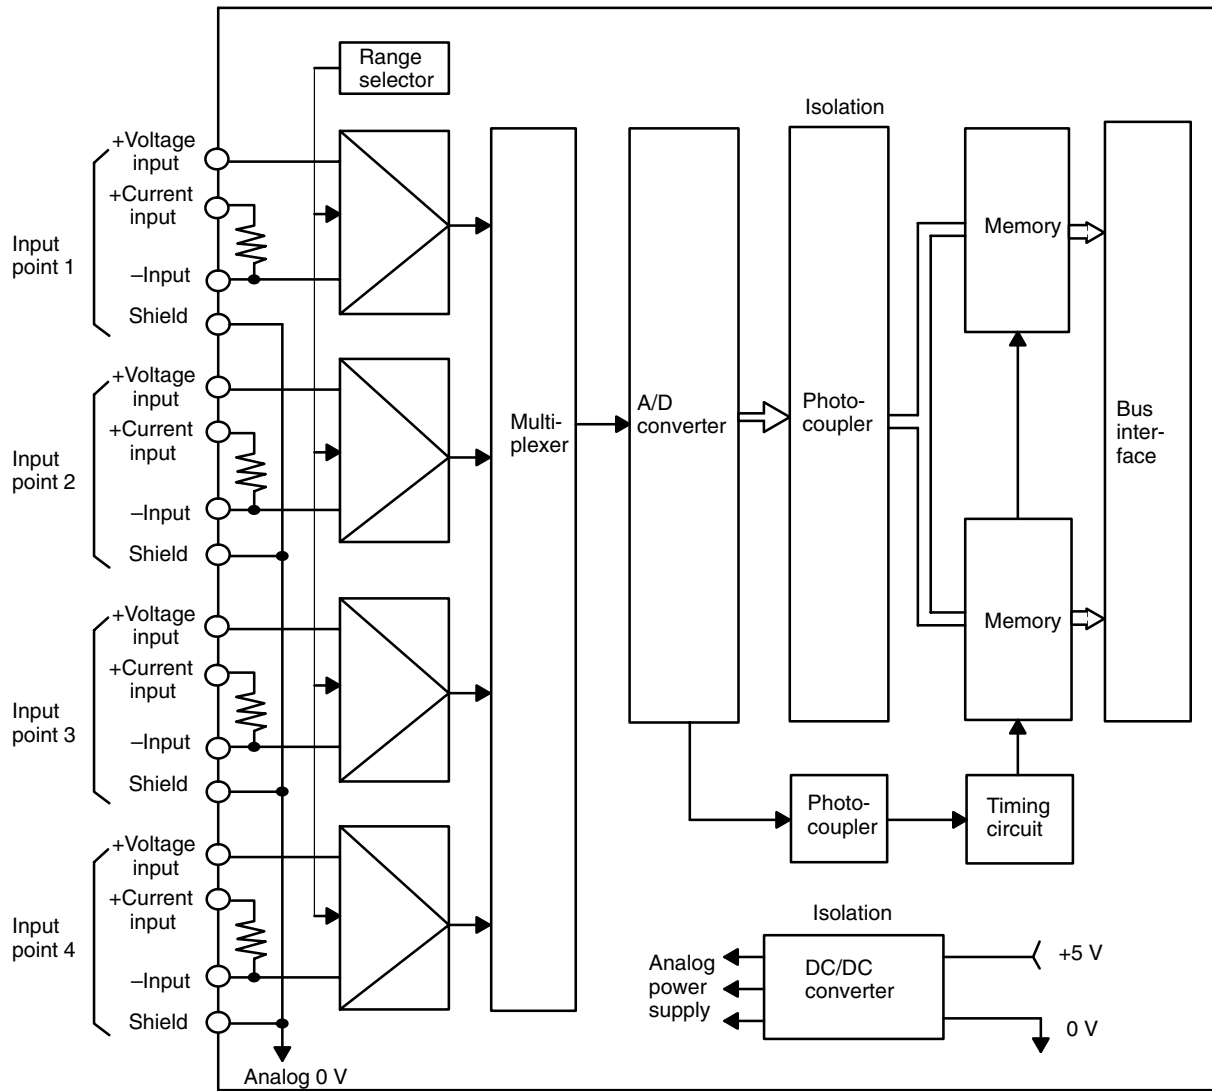 Range
selector
Isolation
+Voltage
input
+Current
input
Input
point 1
–Input
Shield
+Voltage
input
+Current
input
Input
point 2
–Input
Shield
+Voltage
input
+Current
input
Input
point 3
–Input
Shield
+Voltage
input
+Current
input
Input
point 4
–Input
Shield
Analog 0 V
Multi-
plexer
A/D
converter
Photo-
coupler
Memory
Memory
Bus
inter-
face
Photo-
coupler
Timing
circuit
Isolation
Analog
power
supply
DC/DC
converter
+5 V
0 V